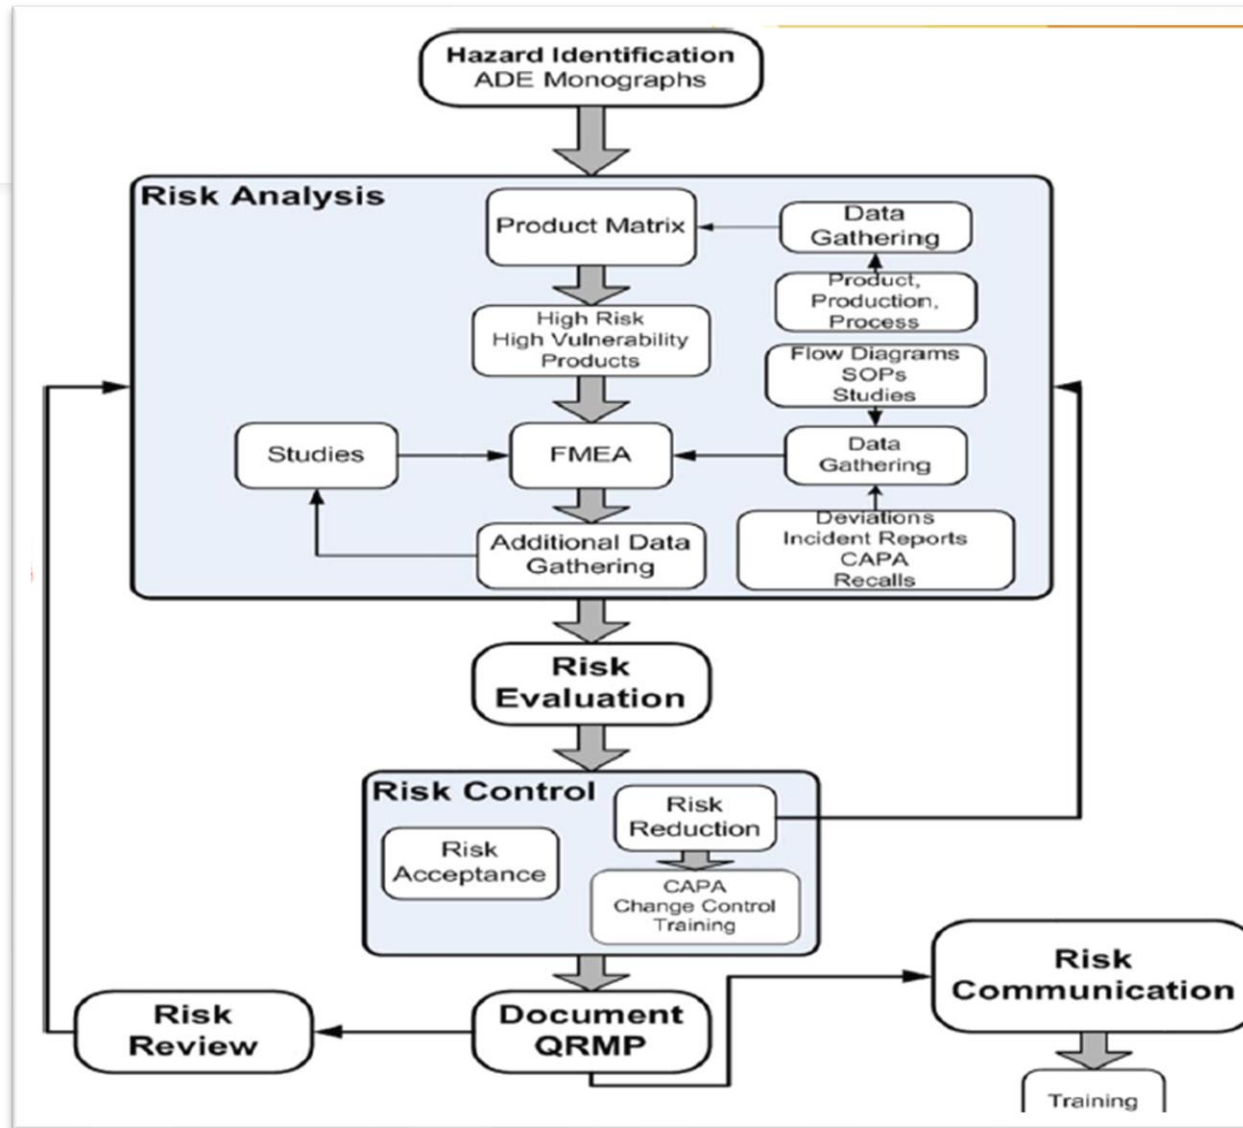 Hazard Identification
ADE Monographs
Risk Analysis
Product Matrix
Data
Gathering
Product,
Production,
Process
High Risk
High Vulnerability
Products
Flow Diagrams
SOPs
Studies
Studies
FMEA
Data
Gathering
Additional Data
Gathering
Deviations
Incident Reports
CAPA
Recalls
Risk
Evaluation
Risk Control
Risk
Reduction
Risk
Acceptance
CAPA
Change Control
Training
Risk
Communication
Document
QRMP
Risk
Review
Training